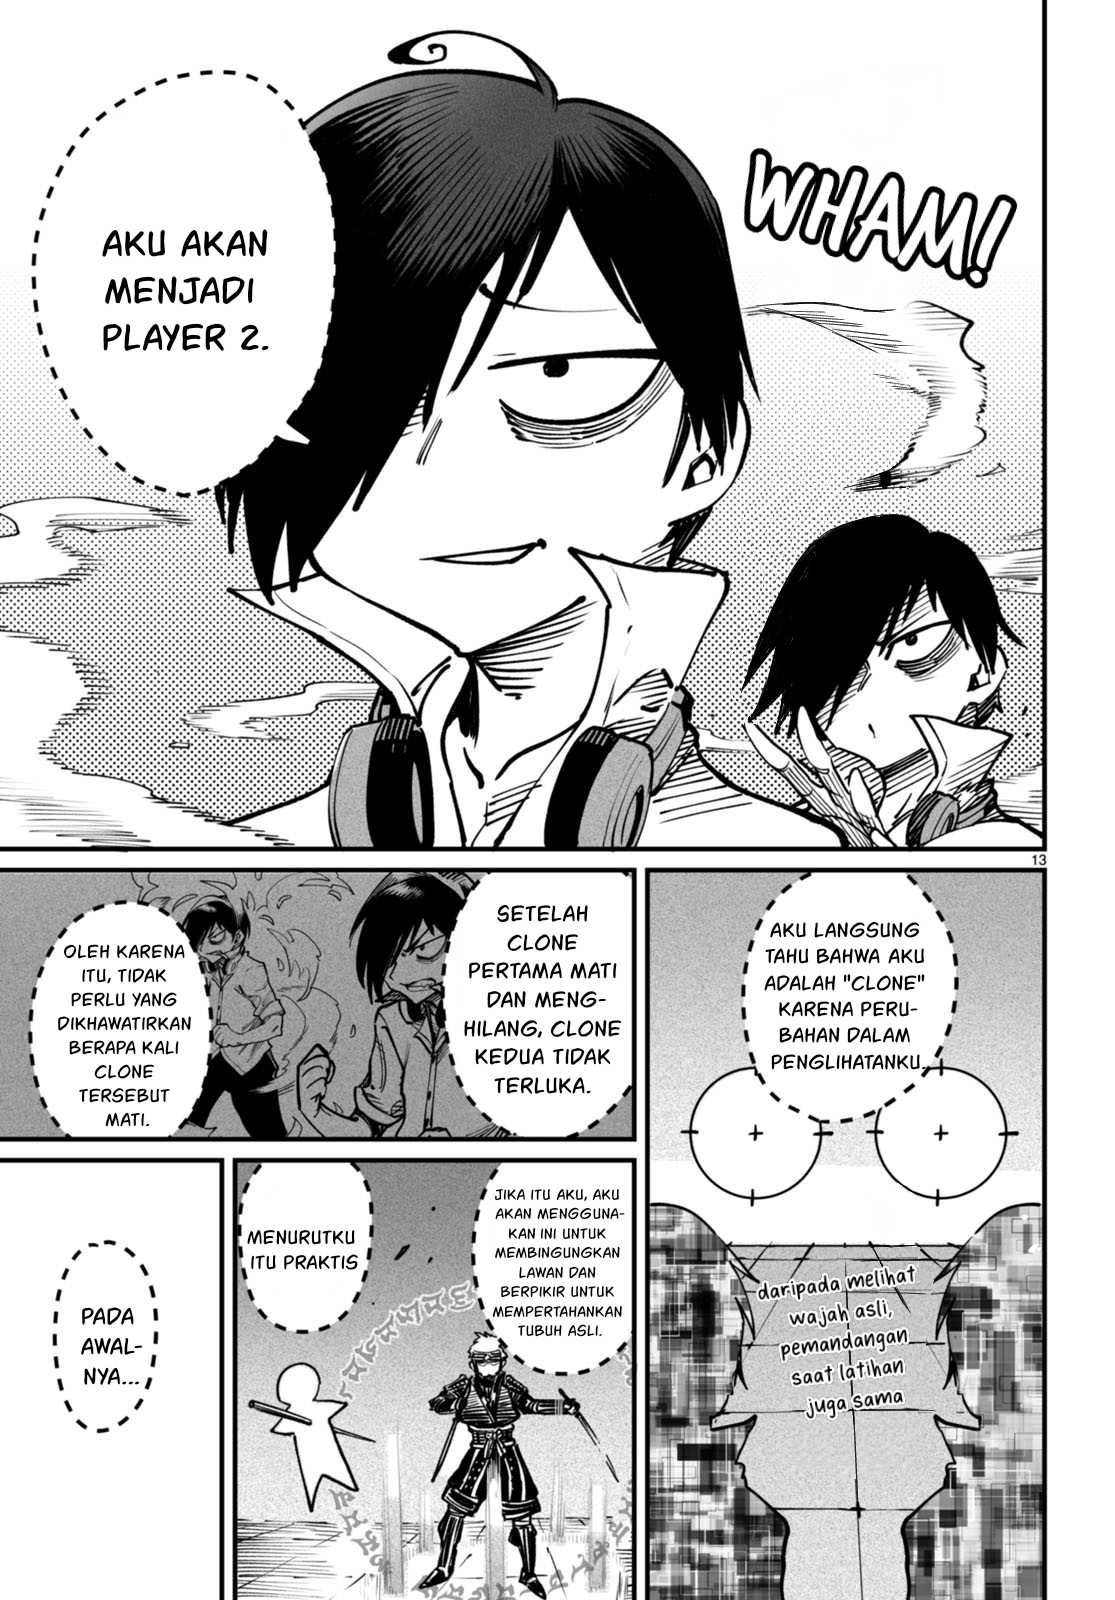 WHAM!
AKU AKAN
MENJADI
PLAYER 2.
13
AKU LANGSUNG
TAHU BAHWA AKU
ADALAH "CLONE"
KARENA PERU-
BAHAN DALAM
PENGLIHATANKU.
daripada melihat
wajah asli,
pemandangan
saat latihan
juga sama
SETELAH
CLONE
PERTAMA MATI
DAN MENG-
HILANG, CLONE
KEDUA TIDAK
TERLUKA.
OLEH KARENA
ITU, TIDAK
PERLU YANG
DIKHAWATIRKAN
BERAPA KALI
CLONE
TERSEBUT
MATI.
JIKA ITU AKU, AKU
AKAN MENGGUNA-
KAN INI UNTUK
MEMBINGUNGKAN
LAWAN DAN
BERPIKIR UNTUK
MEMPERTAHANKAN
TUBUH ASLI.
MENURUTKU
ITU PRAKTIS
PADA
AWAL-
NYA...